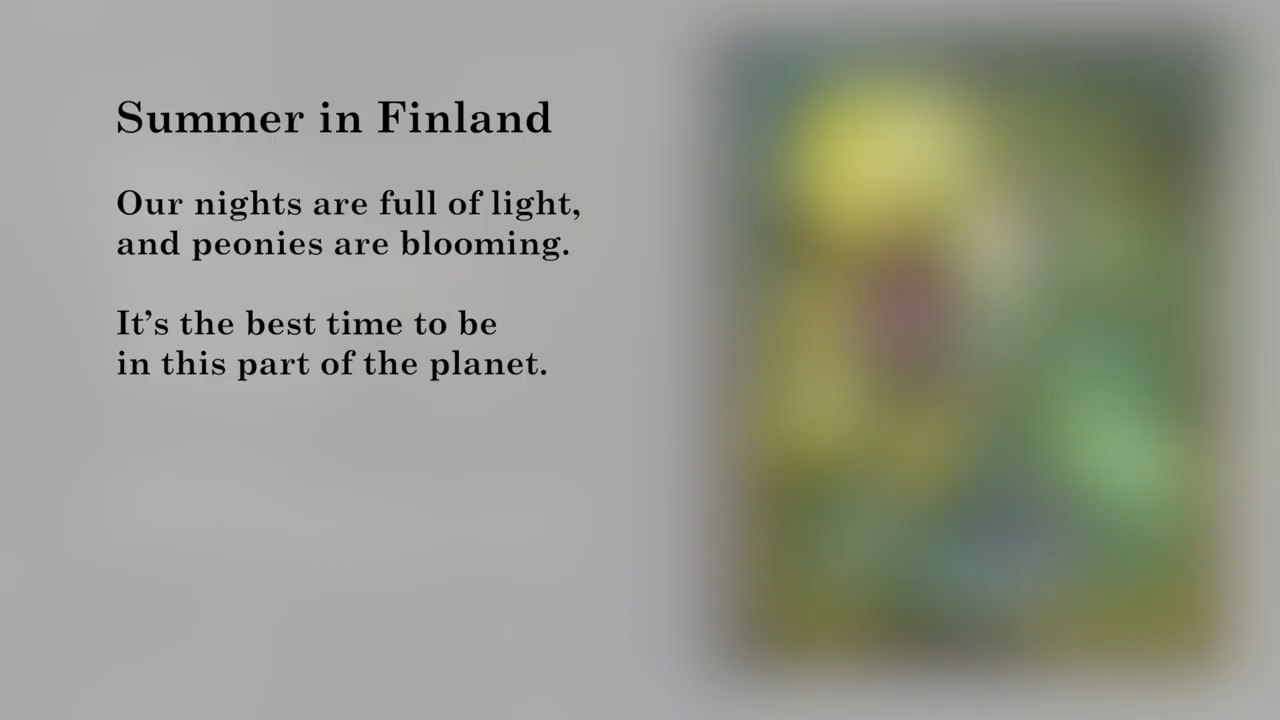 Summer in Finland
Our nights are full of light,
and peonies are blooming.
It’s the best time to be
in this part of the planet.